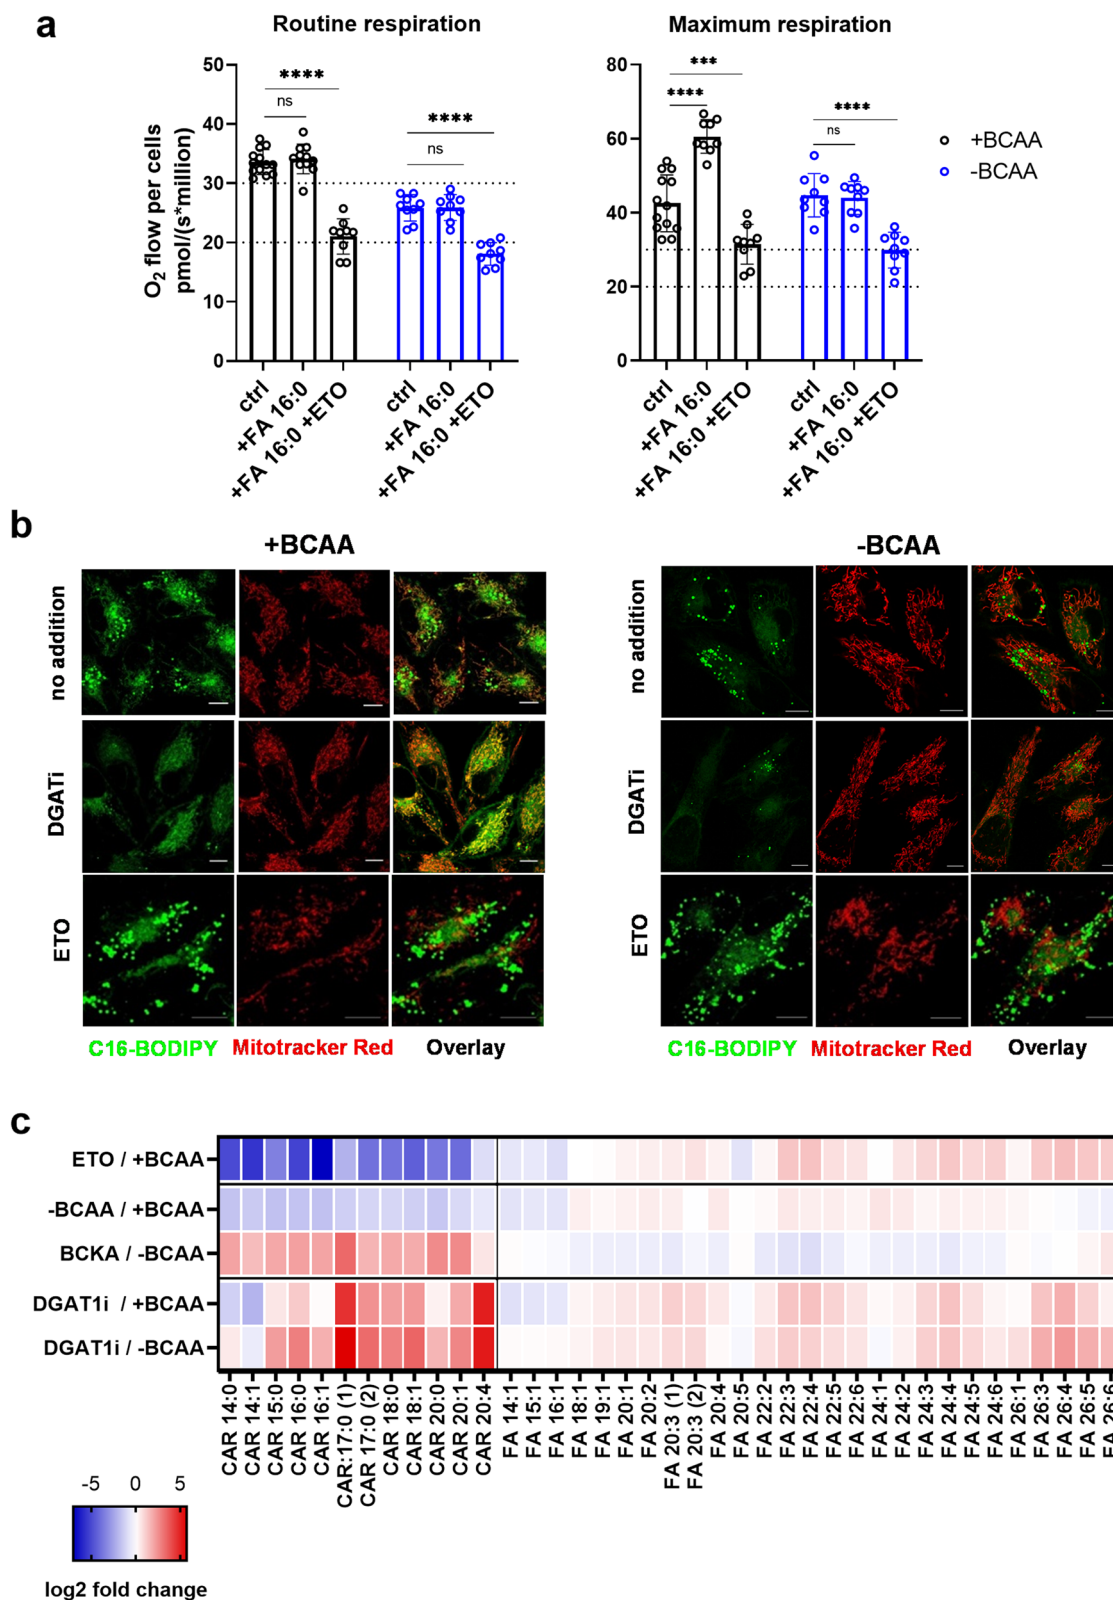 a
Routine respiration
Maximum respiration
O2 flow per cells
pmol/(s*million)
50
40
30
20
10
0
****
ns
****
ns
ctrl
+FA 16:0
+FA 16:0 +ETO
ctrl
+FA 16:0
+FA 16:0 +ETO
80
60
40
20
0
***
****
****
ns
ctrl
+FA 16:0
+FA 16:0 +ETO
ctrl
+FA 16:0
+FA 16:0 +ETO
+BCAA
-BCAA
b
+BCAA
-BCAA
no addition
DGATi
ETO
no addition
DGATi
ETO
C16-BODIPY
Mitotracker Red
Overlay
C16-BODIPY
Mitotracker Red
Overlay
c
ETO / +BCAA
-BCAA / +BCAA
BCKA / -BCAA
DGAT1i / +BCAA
DGAT1i / -BCAA
CAR 14:0
CAR 14:1
CAR 15:0
CAR 16:0
CAR 16:1
CAR:17:0 (1)
CAR 17:0 (2)
CAR 18:0
CAR 18:1
CAR 20:0
CAR 20:1
CAR 20:4
FA 14:1
FA 15:1
FA 16:1
FA 18:1
FA 19:1
FA 20:1
FA 20:2
FA 20:3 (1)
FA 20:3 (2)
FA 20:4
FA 20:5
FA 22:2
FA 22:3
FA 22:4
FA 22:5
FA 22:6
FA 24:1
FA 24:2
FA 24:3
FA 24:4
FA 24:5
FA 24:6
FA 26:1
FA 26:3
FA 26:4
FA 26:5
FA 26:6
-5 0 5
log2 fold change